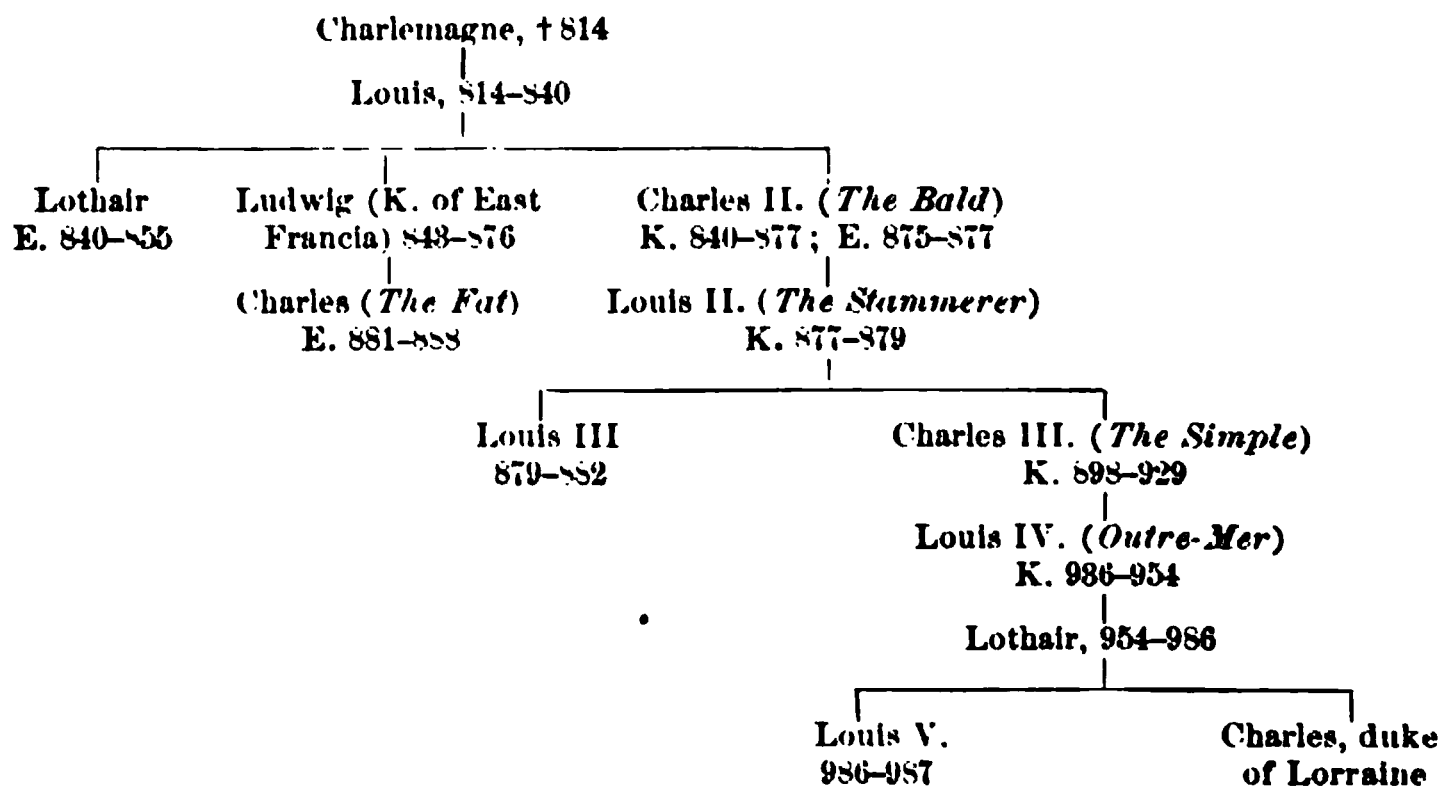 Charlemagne, † 814
Louis, 814–840
Lothair
E. 840–855
Ludwig (K. of East
Francia) 843–876
Charles II. (The Bald)
K. 840–877; E. 875–877
Charles (The Fat)
E. 881–888
Louis II. (The Stammerer)
K. 877–879
Louis III
879–882
Charles III. (The Simple)
K. 898–929
Louis IV. (Outre-Mer)
K. 936–954
Lothair, 954–986
Louis V.
986–987
Charles, duke
of Lorraine